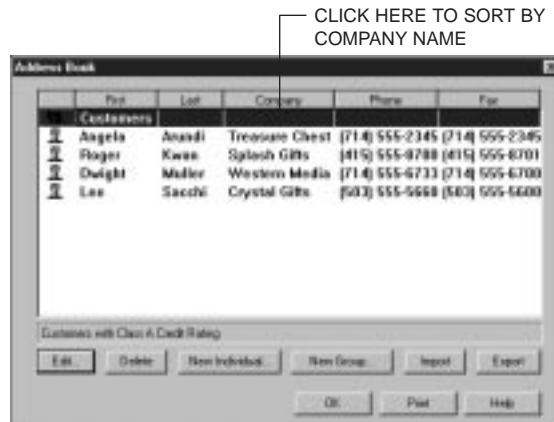 CLICK HERE TO SORT BY
COMPANY NAME
Address Book
First Last Company Phone Fax
Customers
Angela Arundi Treasure Chest (714) 555-2345 (714) 555-2345
Roger Kwan Splash Gifts (415) 555-8700 (415) 555-8701
Dwight Muller Western Media (714) 555-6733 (714) 555-6700
Lee Sacchi Crystal Gifts (503) 555-5660 (503) 555-5600
Customers with Class A Credit Rating
Edit... Delete New Individual... New Group... Import Export
OK Print Help